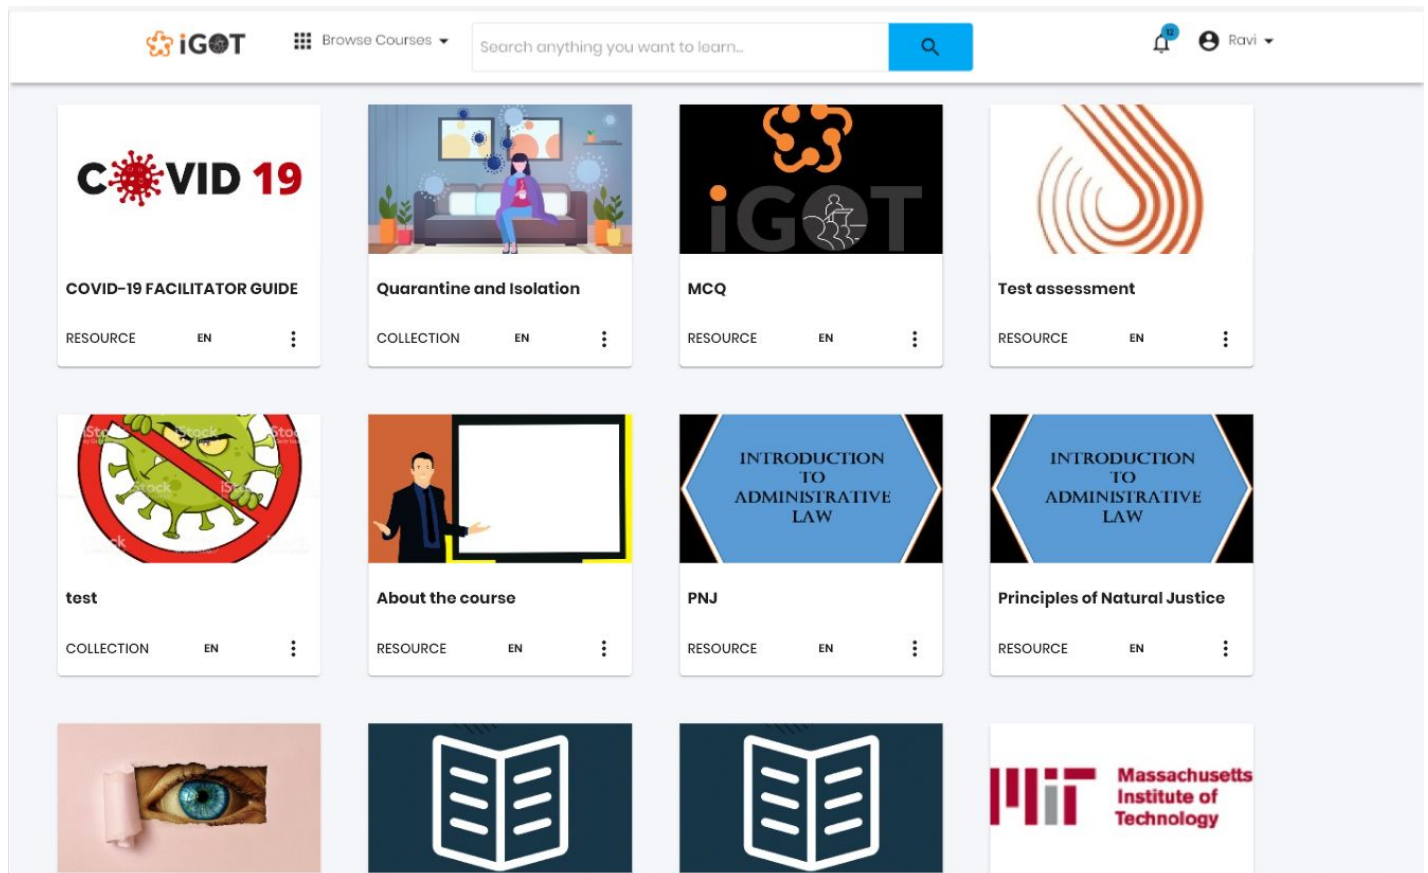 iGOT
Browse Courses
Search anything you want to learn..
12
Ravi
COVID 19
iGOT
COVID-19 FACILITATOR GUIDE
Quarantine and Isolation
MCQ
Test assessment
RESOURCE EN
COLLECTION EN
RESOURCE EN
RESOURCE EN
iStock
iStock
INTRODUCTION
TO
ADMINISTRATIVE
LAW
INTRODUCTION
TO
ADMINISTRATIVE
LAW
test
About the course
PNJ
Principles of Natural Justice
COLLECTION EN
RESOURCE EN
RESOURCE EN
RESOURCE EN
Massachusetts
Institute of
Technology